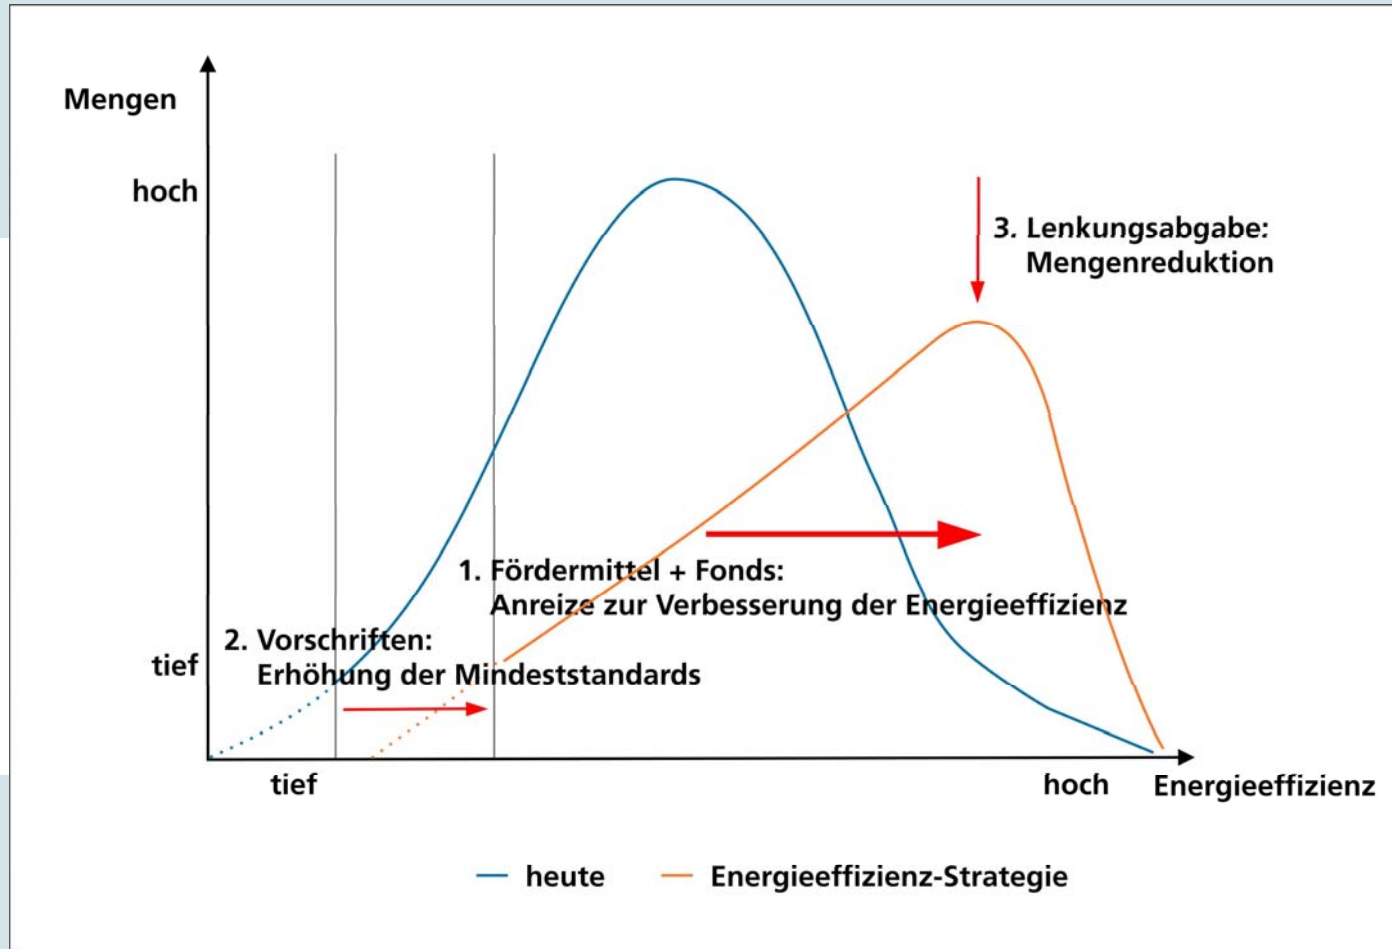 Mengen
hoch
3. Lenkungsabgabe:
Mengenreduktion
1. Fördermittel + Fonds:
Anreize zur Verbesserung der Energieeffizienz
2. Vorschriften:
Erhöhung der Mindeststandards
tief
tief
hoch
Energieeffizienz
heute
Energieeffizienz-Strategie